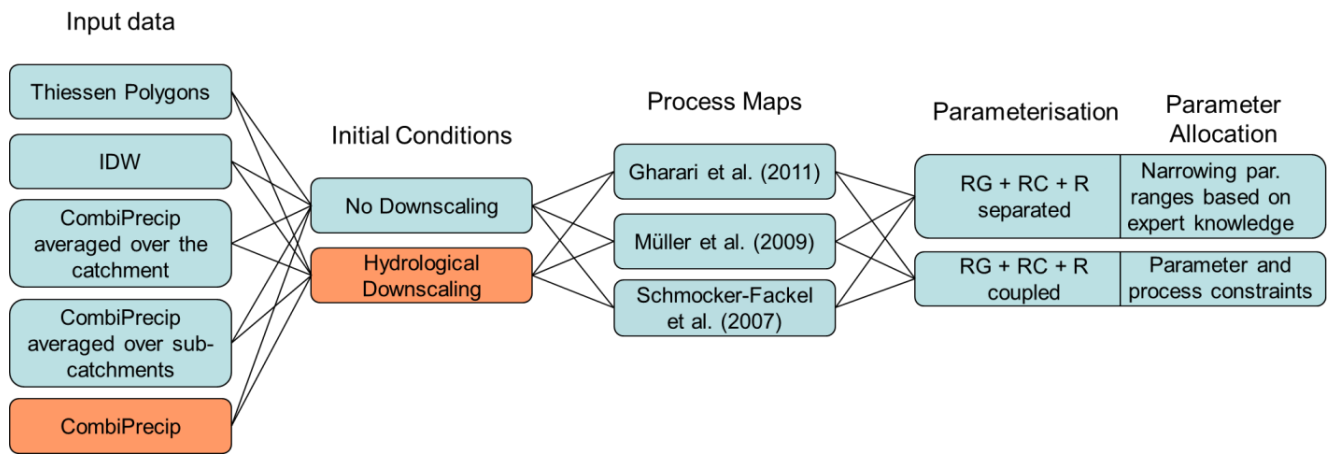 Input data
Thiessen Polygons
IDW
CombiPrecip
averaged over the
catchment
CombiPrecip
averaged over sub-
catchments
CombiPrecip
Initial Conditions
No Downscaling
Hydrological
Downscaling
Process Maps
Gharari et al. (2011)
Müller et al. (2009)
Schmocker-Fackel
et al. (2007)
Parameterisation
RG + RC + R
separated
RG + RC + R
coupled
Parameter
Allocation
Narrowing par.
ranges based on
expert knowledge
Parameter and
process constraints